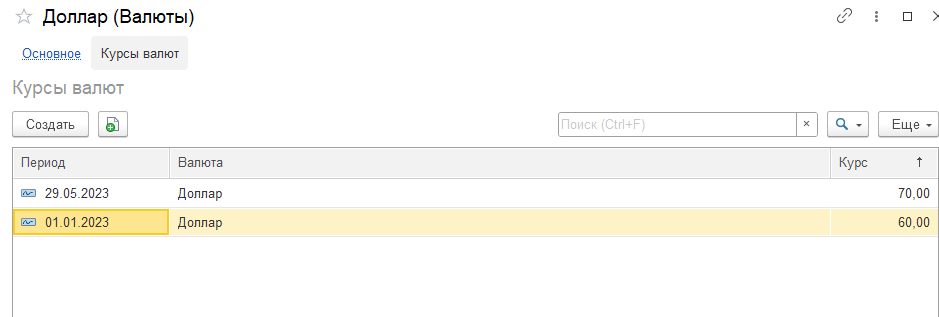 Доллар (Валюты)
Основное Курсы валют
Курсы валют
Создать Поиск (Ctrl+F) × Еще
Период Валюта Курс ↑
29.05.2023 Доллар 70,00
01.01.2023 Доллар 60,00